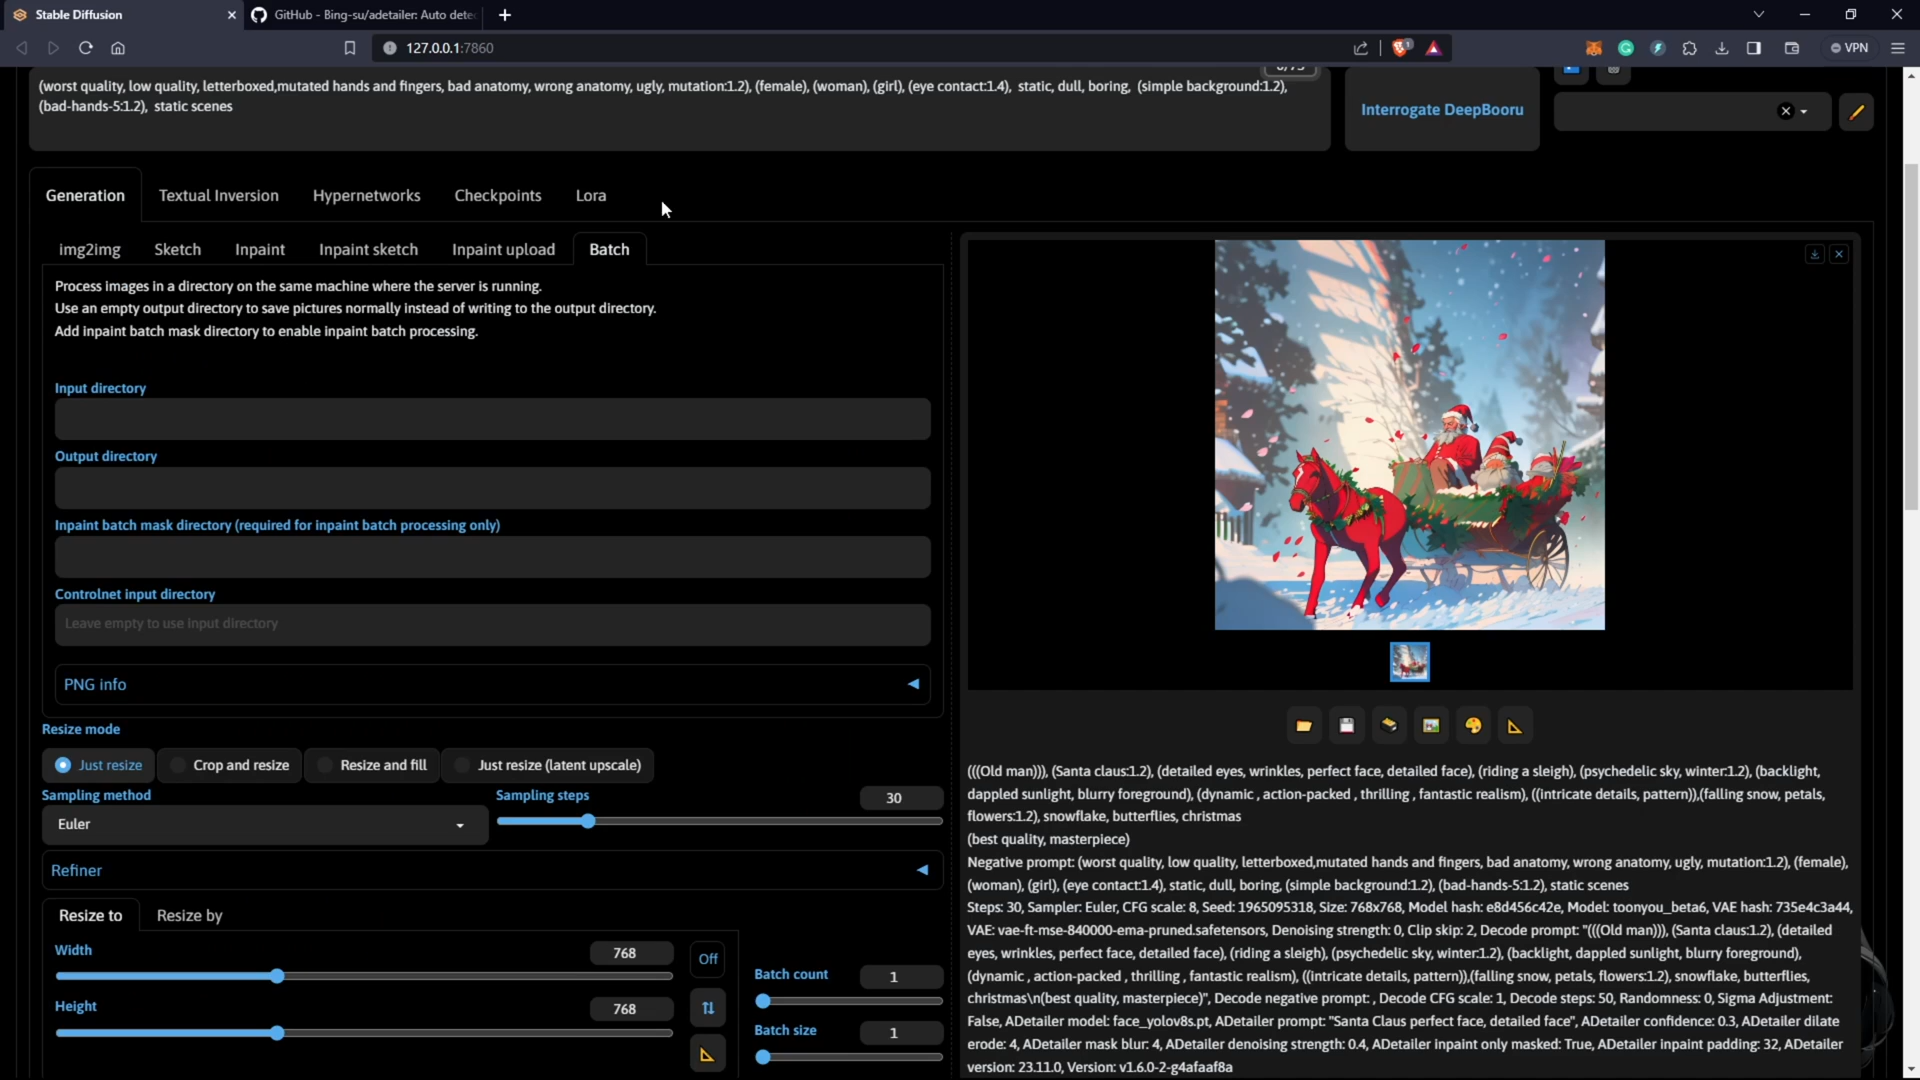 Stable Diffusion
GitHub - Bing-su/adetailer: Auto dete
127.0.0.1:7860
VPN
(worst quality, low quality, letterboxed,mutated hands and fingers, bad anatomy, wrong anatomy, ugly, mutation:1.2), (female), (woman), (girl), (eye contact:1.4), static, dull, boring, (simple background:1.2),
(bad-hands-5:1.2), static scenes
Interrogate DeepBooru
Generation Textual Inversion Hypernetworks Checkpoints Lora
img2img Sketch Inpaint Inpaint sketch Inpaint upload Batch
Process images in a directory on the same machine where the server is running.
Use an empty output directory to save pictures normally instead of writing to the output directory.
Add inpaint batch mask directory to enable inpaint batch processing.
Input directory
Output directory
Inpaint batch mask directory (required for inpaint batch processing only)
Controlnet input directory
Leave empty to use input directory
PNG info
Resize mode
Just resize Crop and resize Resize and fill Just resize (latent upscale)
Sampling method
Euler
Sampling steps
30
Refiner
Resize to Resize by
Width
768
Off
Height
768
Batch count
1
Batch size
1
(((Old man))), (Santa claus:1.2), (detailed eyes, wrinkles, perfect face, detailed face), (riding a sleigh), (psychedelic sky, winter:1.2), (backlight,
dappled sunlight, blurry foreground), (dynamic , action-packed , thrilling , fantastic realism), ((intricate details, pattern)),(falling snow, petals,
flowers:1.2), snowflake, butterflies, christmas
(best quality, masterpiece)
Negative prompt: (worst quality, low quality, letterboxed,mutated hands and fingers, bad anatomy, wrong anatomy, ugly, mutation:1.2), (female),
(woman), (girl), (eye contact:1.4), static, dull, boring, (simple background:1.2), (bad-hands-5:1.2), static scenes
Steps: 30, Sampler: Euler, CFG scale: 8, Seed: 1965095318, Size: 768x768, Model hash: e8d456c42e, Model: toonyou_beta6, VAE hash: 735e4c3a44,
VAE: vae-ft-mse-840000-ema-pruned.safetensors, Denoising strength: 0, Clip skip: 2, Decode prompt: "(((Old man))), (Santa claus:1.2), (detailed
eyes, wrinkles, perfect face, detailed face), (riding a sleigh), (psychedelic sky, winter:1.2), (backlight, dappled sunlight, blurry foreground),
(dynamic , action-packed , thrilling , fantastic realism), ((intricate details, pattern)),(falling snow, petals, flowers:1.2), snowflake, butterflies,
christmas\n(best quality, masterpiece)", Decode negative prompt: , Decode CFG scale: 1, Decode steps: 50, Randomness: 0, Sigma Adjustment:
False, ADetailer model: face_yolov8s.pt, ADetailer prompt: "Santa Claus perfect face, detailed face", ADetailer confidence: 0.3, ADetailer dilate
erode: 4, ADetailer mask blur: 4, ADetailer denoising strength: 0.4, ADetailer inpaint only masked: True, ADetailer inpaint padding: 32, ADetailer
version: 23.11.0, Version: v1.6.0-2-g4afaaf8a